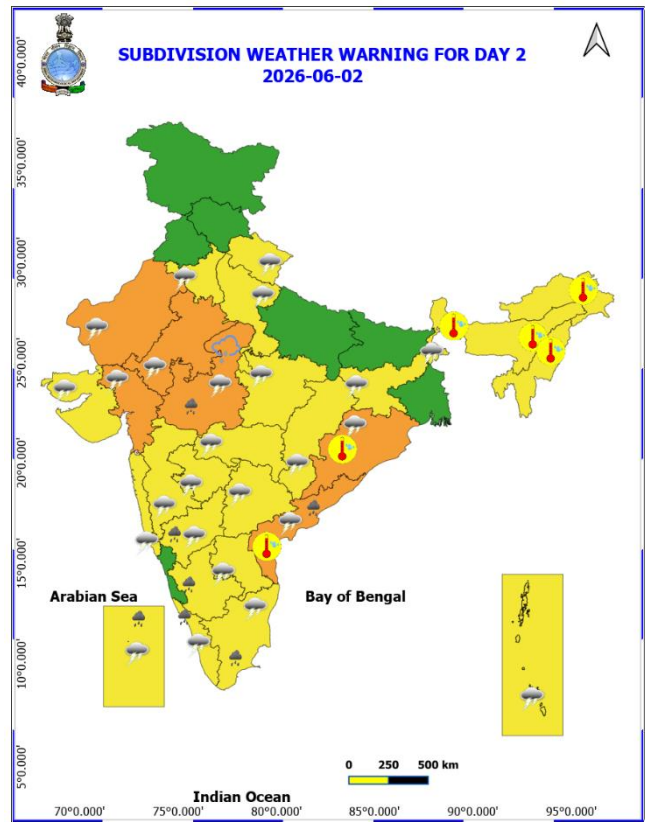 SUBDIVISION WEATHER WARNING FOR DAY 2
2026-06-02
40°0.000'
35°0.000'
30°0.000'
25°0.000'
20°0.000'
15°0.000'
10°0.000'
5°0.000'
Arabian Sea
Bay of Bengal
0 250 500 km
Indian Ocean
70°0.000' 75°0.000' 80°0.000' 85°0.000' 90°0.000' 95°0.000'